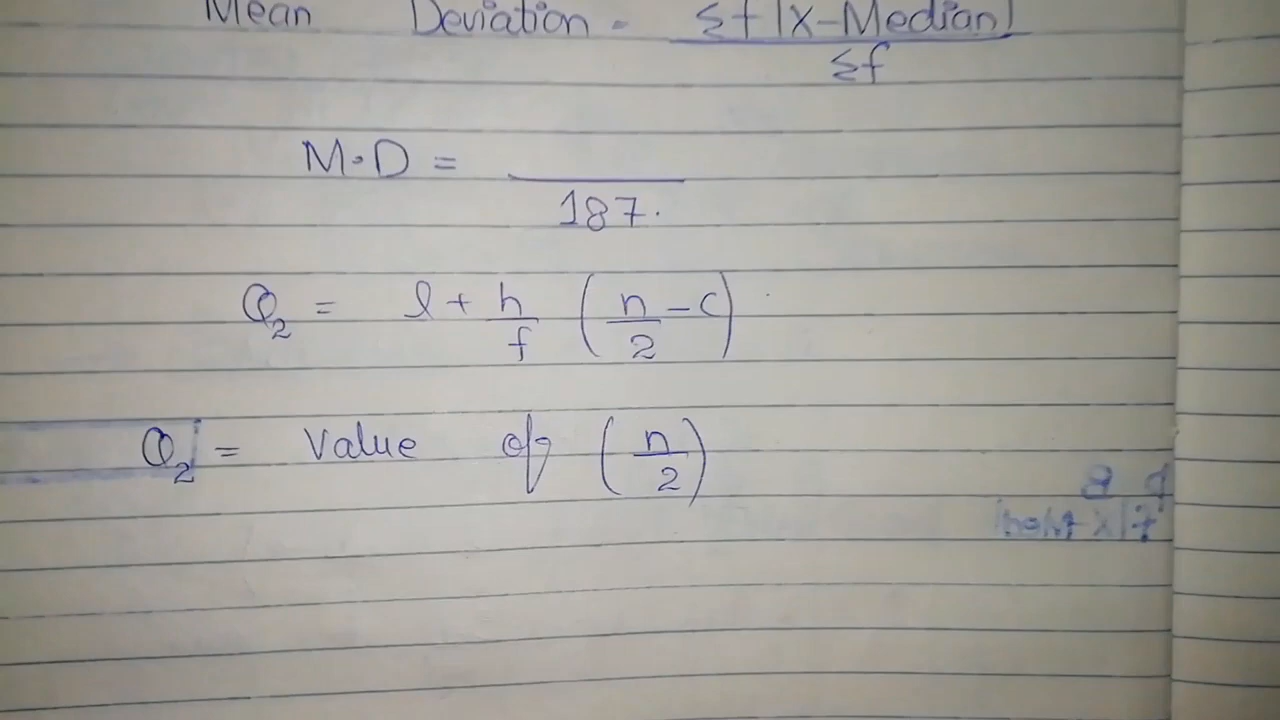 Mean Deviation = Σf|X-Median|
Σf
M.D =
187.
Q₂ = l + h/f (n/2 - c)
Q₂ = Value of (n/2)